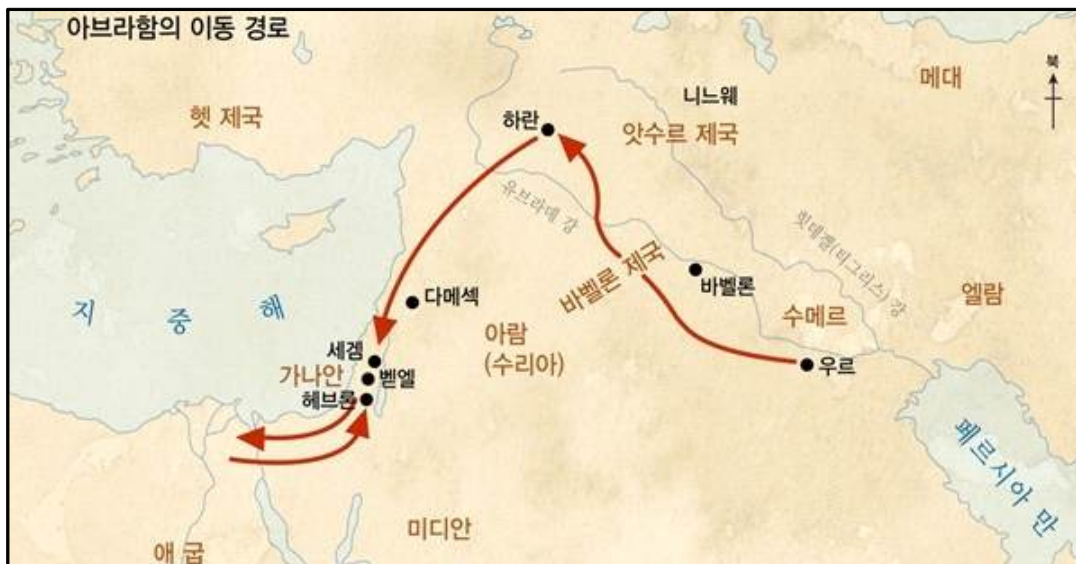 아브라함의 이동 경로
북
메대
니느웨
헷 제국
하란
앗수르 제국
유브라데 강
힛데겔(티그리스) 강
바벨론 제국
바벨론
엘람
다메섹
지 중 해
수메르
아람
(수리아)
세겜
가나안
벧엘
우르
헤브론
페르시아 만
미디안
애 굽